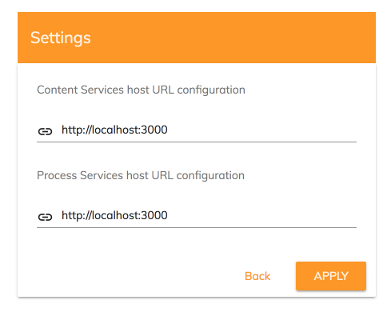 Settings
Content Services host URL configuration
http://localhost:3000
Process Services host URL configuration
http://localhost:3000
Back APPLY